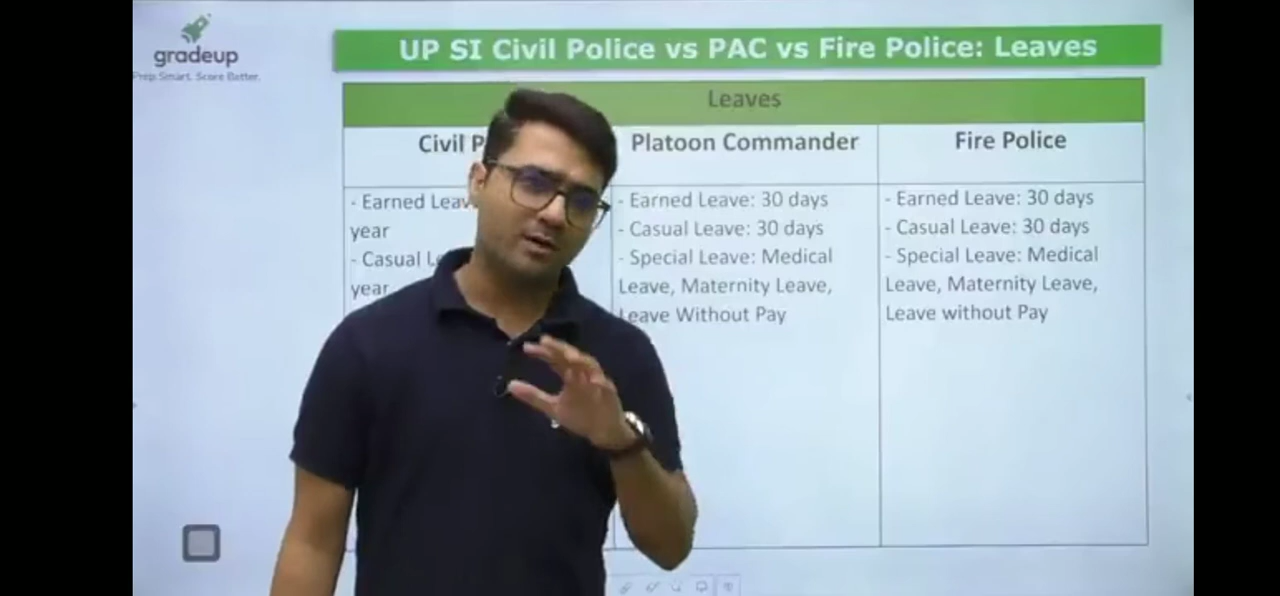 gradeup
Prep Smart. Score Better.
UP SI Civil Police vs PAC vs Fire Police: Leaves
Leaves
Civil
Platoon Commander
Fire Police
- Earned
year
- Casual
year
- Earned Leave: 30 days
- Casual Leave: 30 days
- Special Leave: Medical
Leave, Maternity Leave,
Leave Without Pay
- Earned Leave: 30 days
- Casual Leave: 30 days
- Special Leave: Medical
Leave, Maternity Leave,
Leave without Pay